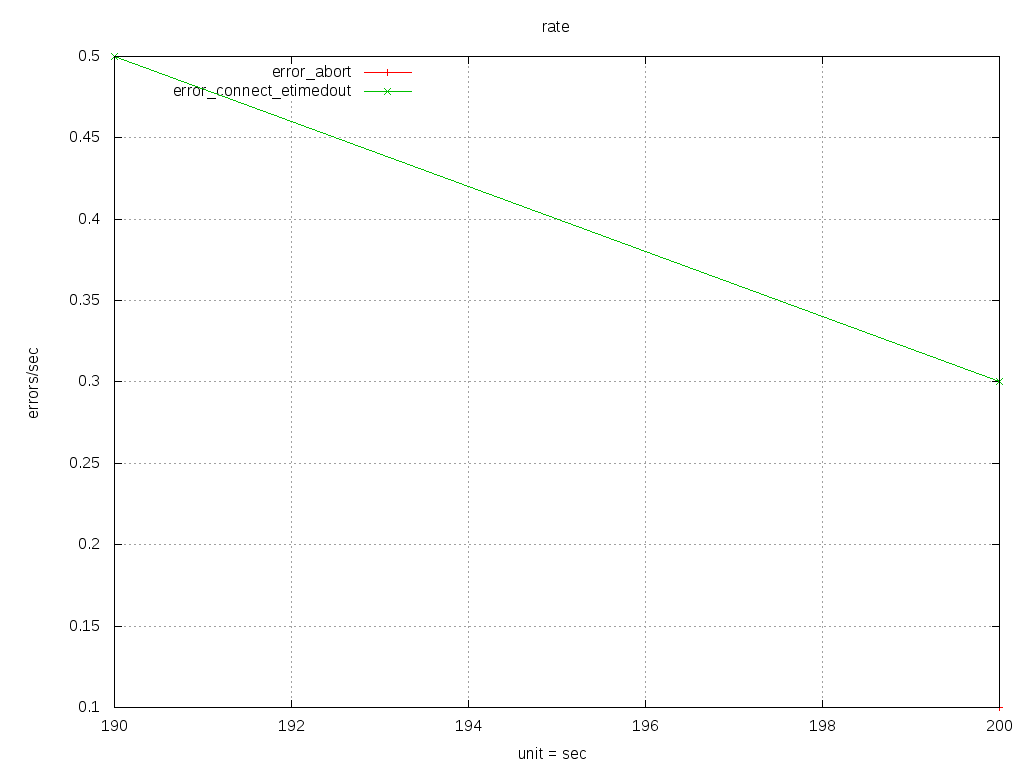 rate
0.5
error_abort
error_connect_etimedout
0.45
0.4
0.35
errors/sec
0.3
0.25
0.2
0.15
0.1
190 192 194 196 198 200
unit = sec